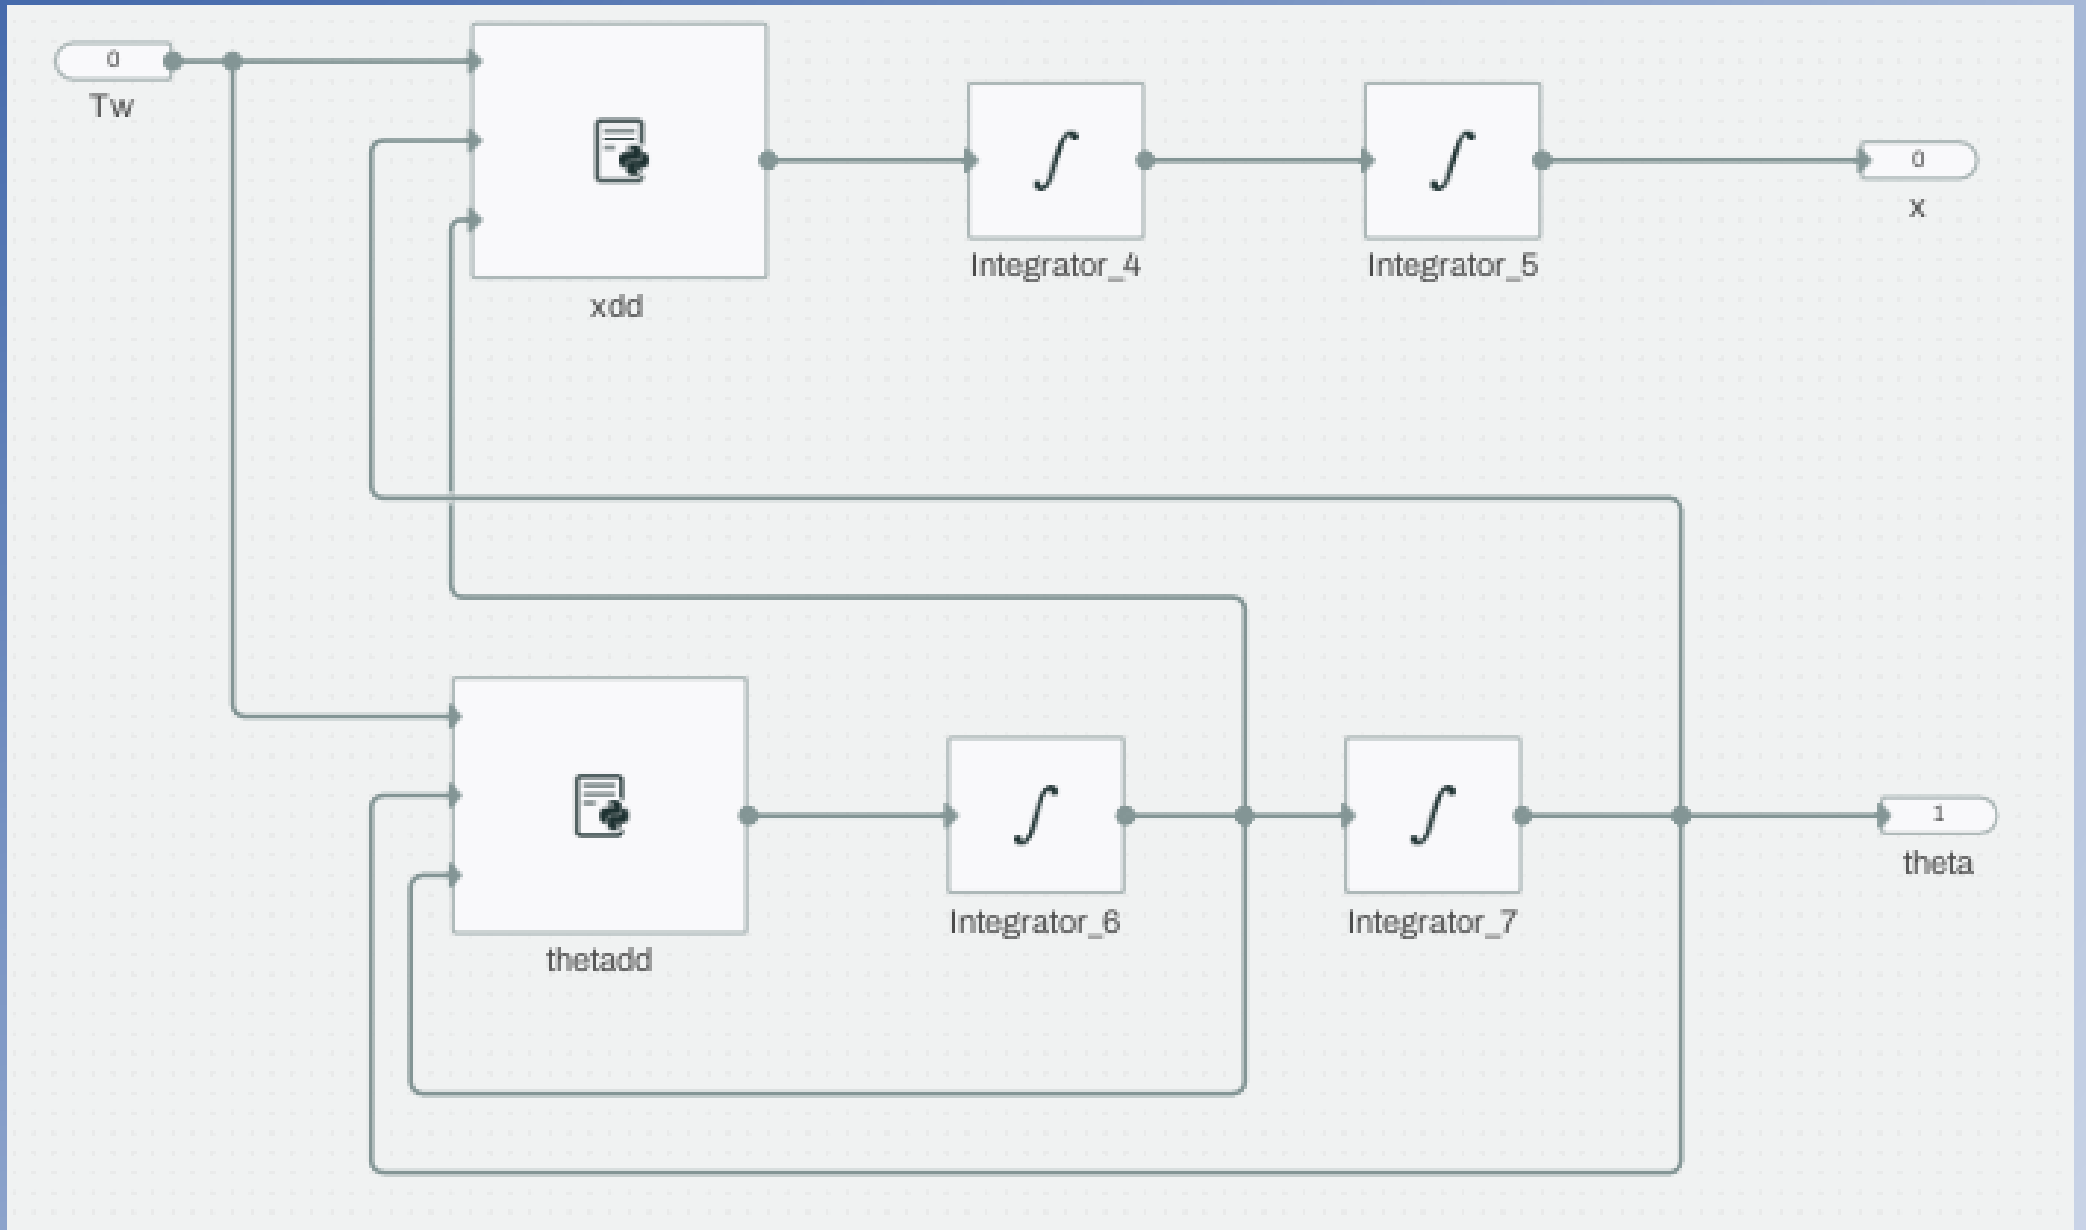 0
Tw
xdd
Integrator_4
Integrator_5
0
x
thetadd
Integrator_6
Integrator_7
1
theta